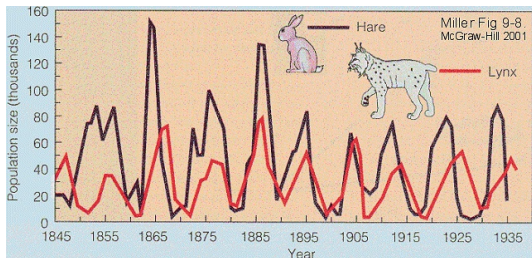 Miller Fig 9-8
McGraw-Hill 2001
Hare
Lynx
Population size (thousands)
160
140
120
100
80
60
40
20
0
1845 1855 1865 1875 1885 1895 1905 1915 1925 1935
Year